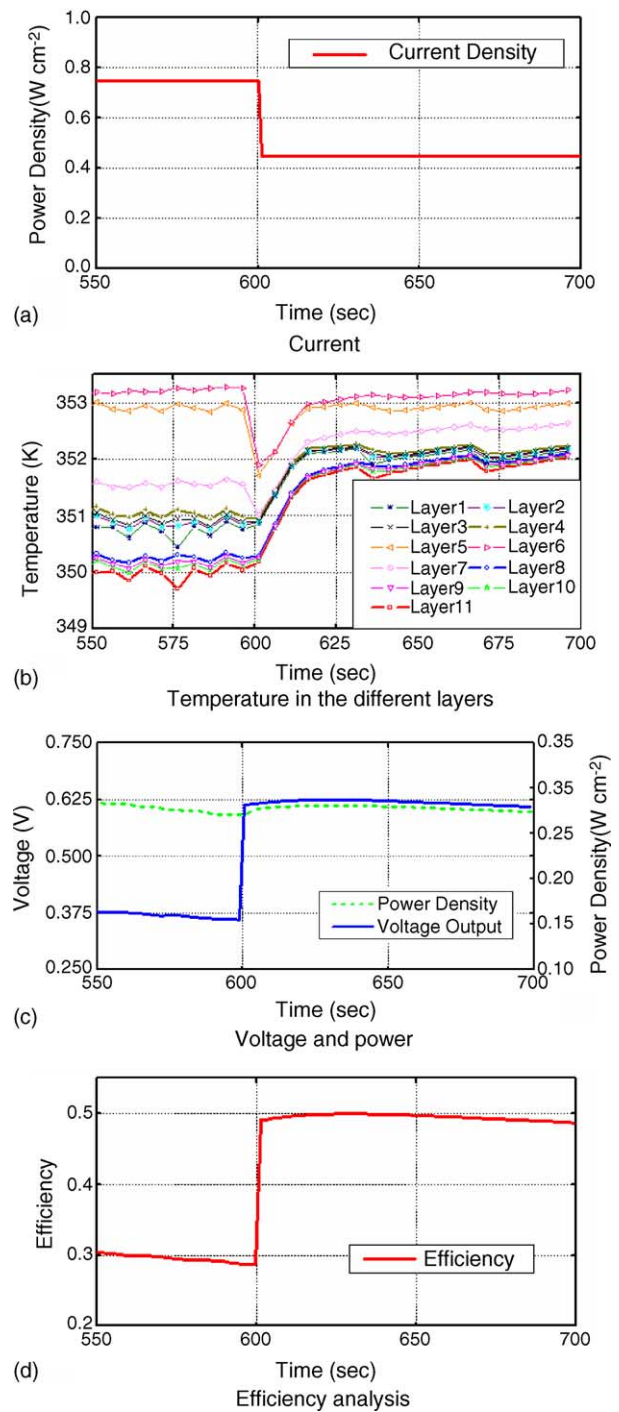 1.0
0.8
0.6
0.4
0.2
0.0
Power Density(W cm-2)
Current Density
550 600 650 700
Time (sec)
(a)
Current
353
352
351
350
349
Temperature (K)
Layer1 Layer2
Layer3 Layer4
Layer5 Layer6
Layer7 Layer8
Layer9 Layer10
Layer11
550 575 600 625 650 675 700
Time (sec)
(b)
Temperature in the different layers
0.750
0.625
0.500
0.375
0.250
Voltage (V)
0.35
0.35
0.25
0.20
0.15
0.10
Power Density(W cm-2)
Power Density
Voltage Output
550 600 650 700
Time (sec)
(c)
Voltage and power
0.5
0.4
0.3
0.2
Efficiency
Efficiency
550 600 650 700
Time (sec)
(d)
Efficiency analysis